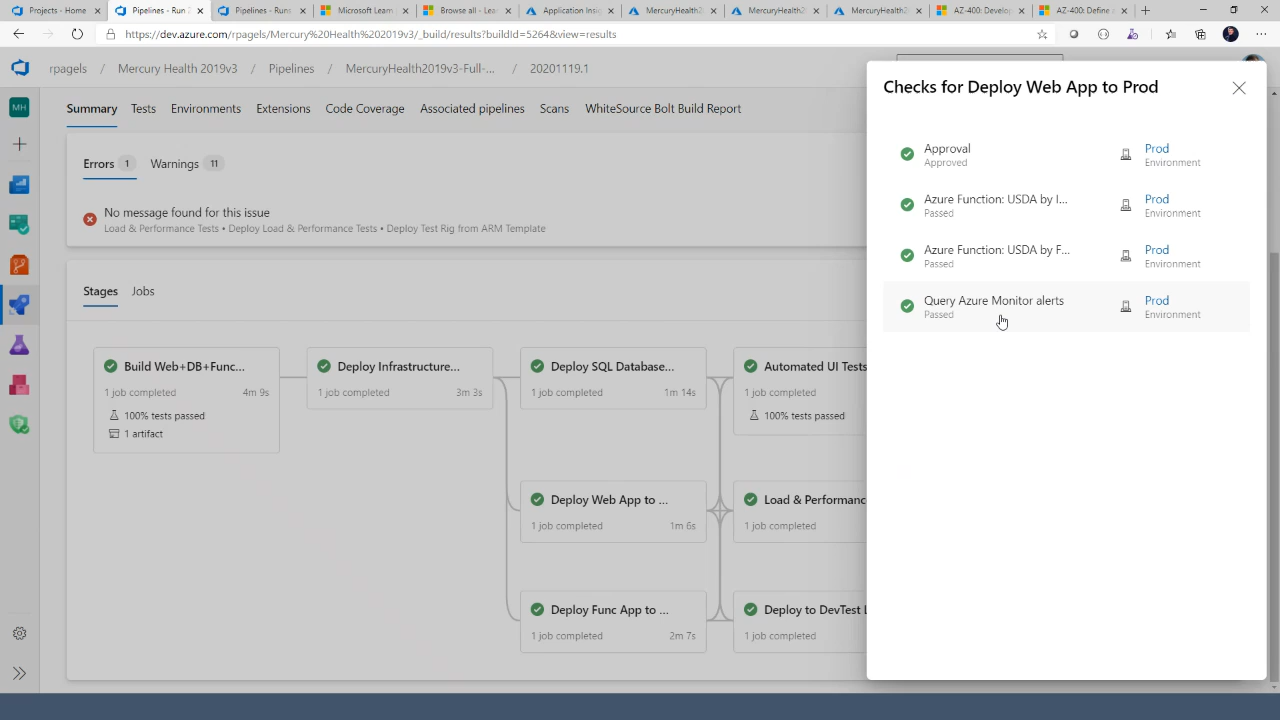 Projects - Home
Pipelines - Run 2
Pipelines - Runs
Microsoft Learn
Browse all - Lea
Application Insig
MercuryHealth2
MercuryHealth2
MercuryHealth2
AZ-400: Develop
AZ-400: Define a
https://dev.azure.com/rpagels/Mercury%20Health%202019v3/_build/results?buildId=5264&view=results
rpagels / Mercury Health 2019v3 / Pipelines / MercuryHealth2019v3-Full-... / 20201119.1
MH
Summary Tests Environments Extensions Code Coverage Associated pipelines Scans WhiteSource Bolt Build Report
Errors 1 Warnings 11
No message found for this issue
Load & Performance Tests • Deploy Load & Performance Tests • Deploy Test Rig from ARM Template
Stages Jobs
Build Web+DB+Func...
1 job completed 4m 9s
100% tests passed
1 artifact
Deploy Infrastructure...
1 job completed 3m 3s
Deploy SQL Database...
1 job completed 1m 14s
Automated UI Tests
1 job completed
100% tests passed
Deploy Web App to ...
1 job completed 1m 6s
Load & Performanc
1 job completed
Deploy Func App to ...
1 job completed 2m 7s
Deploy to DevTest L
1 job completed
Checks for Deploy Web App to Prod
Approval
Approved
Prod
Environment
Azure Function: USDA by I...
Passed
Prod
Environment
Azure Function: USDA by F...
Passed
Prod
Environment
Query Azure Monitor alerts
Passed
Prod
Environment